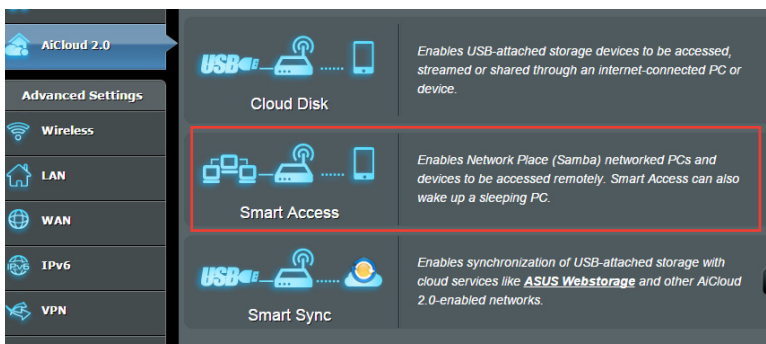 AiCloud 2.0
Advanced Settings
Wireless
LAN
WAN
IPv6
IPv6
VPN
USB
Cloud Disk
Enables USB-attached storage devices to be accessed,
streamed or shared through an internet-connected PC or
device.
Smart Access
Enables Network Place (Samba) networked PCs and
devices to be accessed remotely. Smart Access can also
wake up a sleeping PC.
USB
Smart Sync
Enables synchronization of USB-attached storage with
cloud services like ASUS Webstorage and other AiCloud
2.0-enabled networks.